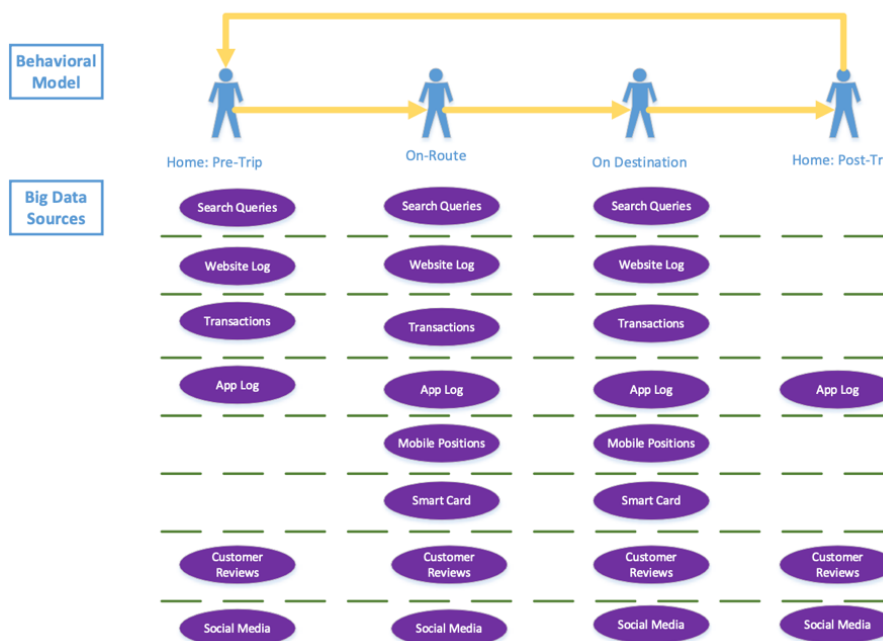 Behavioral
Model
Home: Pre-Trip
On-Route
On Destination
Home: Post-Tr
Big Data
Sources
Search Queries
Search Queries
Search Queries
Website Log
Website Log
Website Log
Transactions
Transactions
Transactions
App Log
App Log
App Log
App Log
Mobile Positions
Mobile Positions
Smart Card
Smart Card
Customer
Reviews
Customer
Reviews
Customer
Reviews
Customer
Reviews
Social Media
Social Media
Social Media
Social Media